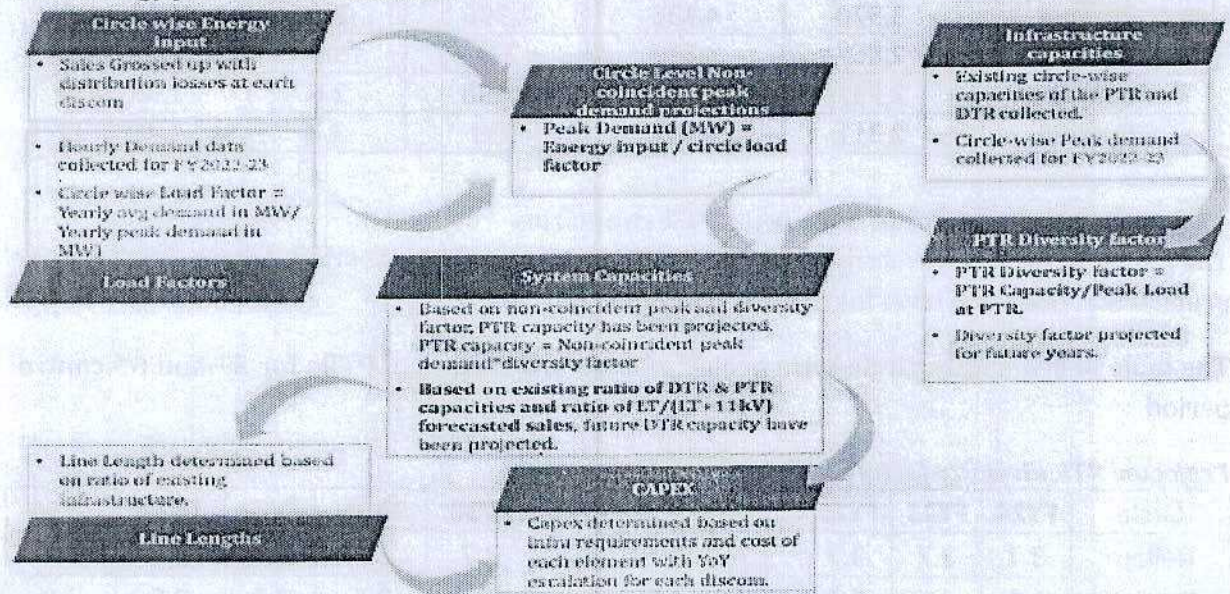 Circle wise Energy
input
• Sales Grossed up with
distribution losses at each
discom
• Hourly Demand data
collected for FY2022-23
• Circle wise Load Factor =
Yearly avg demand in MW/
Yearly peak demand in
MW)
Load Factors
Circle Level Non-
coincident peak
demand projections
• Peak Demand (MW) =
Energy input / circle load
factor
Infrastructure
capacities
• Existing circle-wise
capacities of the PTR and
DTR collected.
• Circle-wise Peak demand
collected for FY2022-23
PTR Diversity factor
• PTR Diversity factor =
PTR Capacity/Peak Load
at PTR.
• Diversity factor projected
for future years.
System Capacities
• Based on non-coincident peak and diversity
factor, PTR capacity has been projected.
PTR capacity = Non-coincident peak
demand*diversity factor
• Based on existing ratio of DTR & PTR
capacities and ratio of LT/(LT+11kV)
forecasted sales, future DTR capacity have
been projected.
• Line Length determined based
on ratio of existing
infrastructure.
Line Lengths
CAPEX
• Capex determined based on
infra requirements and cost of
each element with YoY
escalation for each discom.